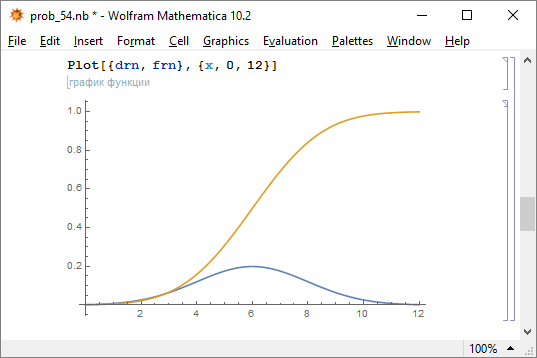 prob_54.nb * - Wolfram Mathematica 10.2
File Edit Insert Format Cell Graphics Evaluation Palettes Window Help
Plot[{drn, frn}, {x, 0, 12}]
график функции
1.0
0.8
0.6
0.4
0.2
2 4 6 8 10 12
100%